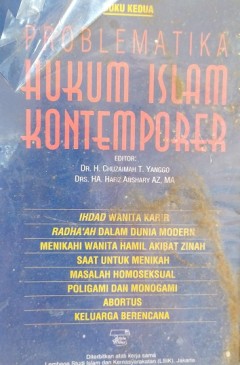 BUKU KEDUA
PROBLEMATIKA
HUKUM ISLAM
KONTEMPORER
EDITOR:
DR. H. CHUZAIMAH T. YANGGO
DRS. HA. HAFIZ ANSHARY AZ, MA
IHDAD WANITA KARIR
RADHA'AH DALAM DUNIA MODERN
MENIKAHI WANITA HAMIL AKIBAT ZINAH
SAAT UNTUK MENIKAH
MASALAH HOMOSEKSUAL
POLIGAMI DAN MONOGAMI
ABORTUS
KELUARGA BERENCANA
Diterbitkan atas kerja sama
Lembaga Studi Islam dan Kemasyarakatan (LSIK), Jakarta